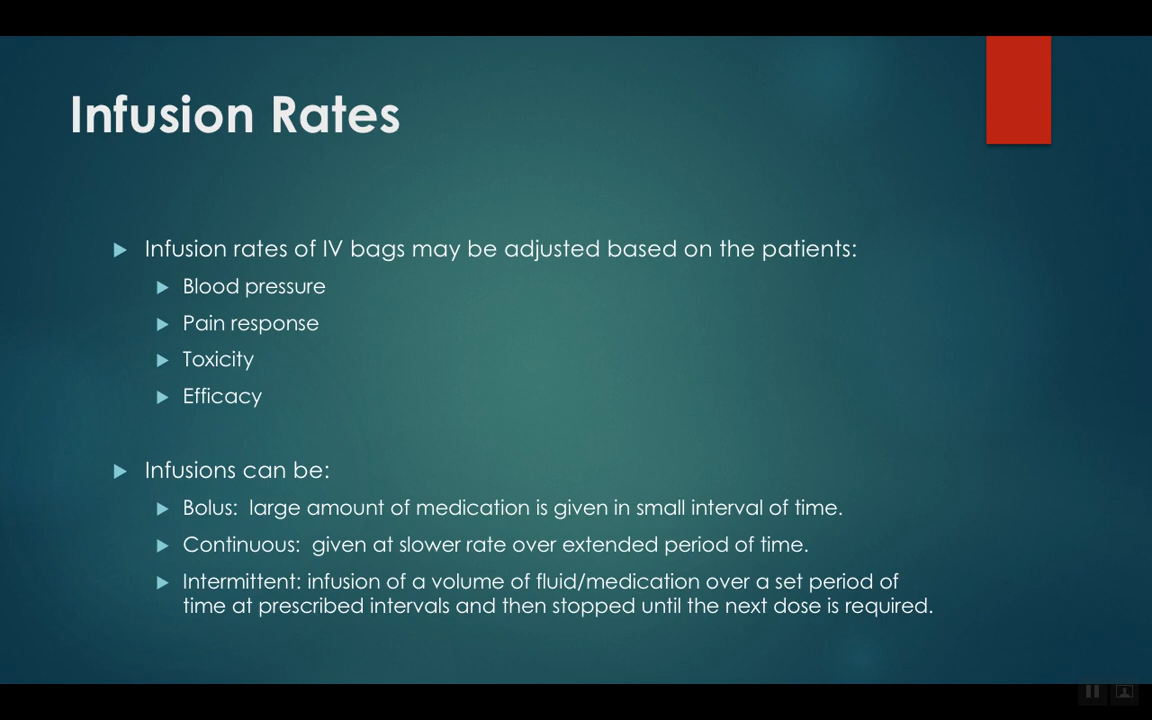 Infusion Rates
Infusion rates of IV bags may be adjusted based on the patients:
Blood pressure
Pain response
Toxicity
Efficacy
Infusions can be:
Bolus:  large amount of medication is given in small interval of time.
Continuous:  given at slower rate over extended period of time.
Intermittent: infusion of a volume of fluid/medication over a set period of
time at prescribed intervals and then stopped until the next dose is required.